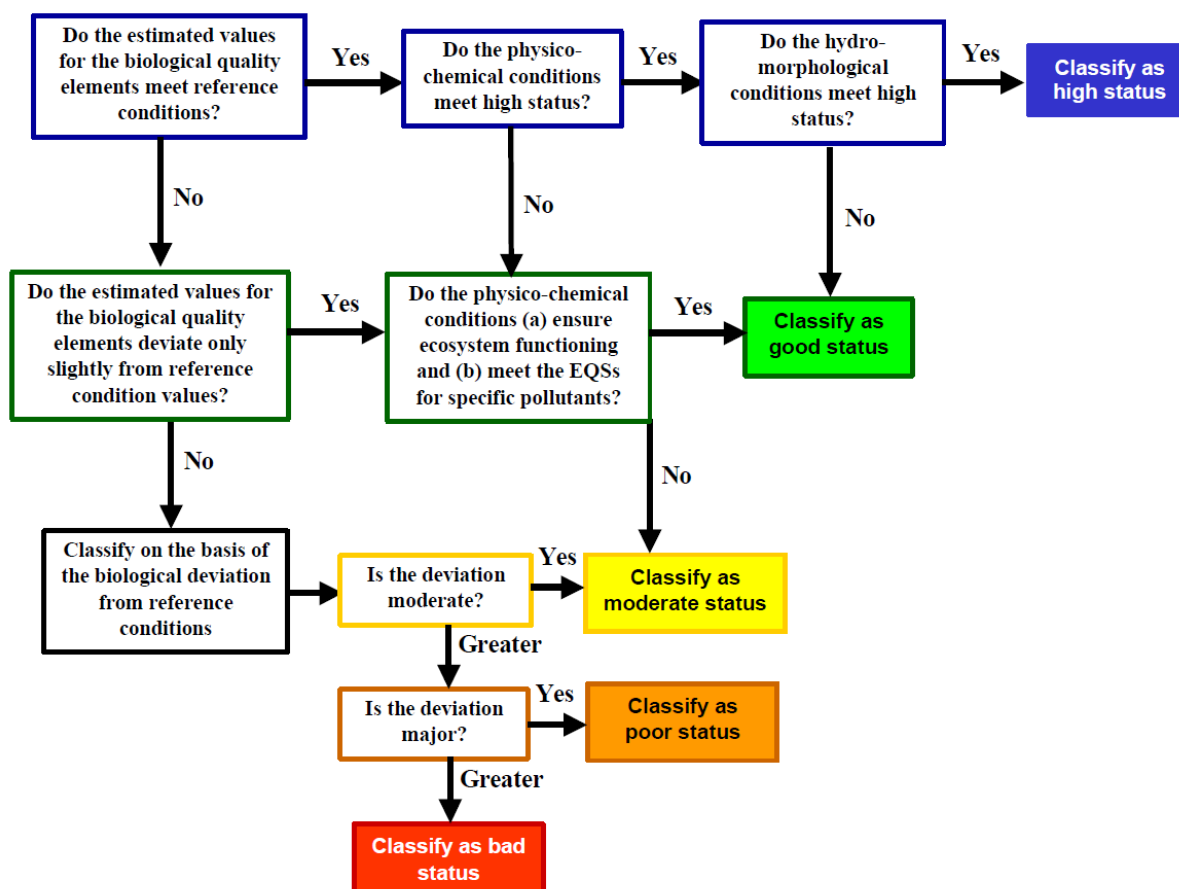 Do the estimated values
for the biological quality
elements meet reference
conditions?
Yes
Do the physico-
chemical conditions
meet high status?
Yes
Do the hydro-
morphological
conditions meet high
status?
Yes
Classify as
high status
No
No
No
Do the estimated values for
the biological quality
elements deviate only
slightly from reference
condition values?
Yes
Do the physico-chemical
conditions (a) ensure
ecosystem functioning
and (b) meet the EQSs
for specific pollutants?
Yes
Classify as
good status
No
No
Classify on the basis of
the biological deviation
from reference
conditions
Is the deviation
moderate?
Yes
Classify as
moderate status
Greater
Is the deviation
major?
Yes
Classify as
poor status
Greater
Classify as bad
status